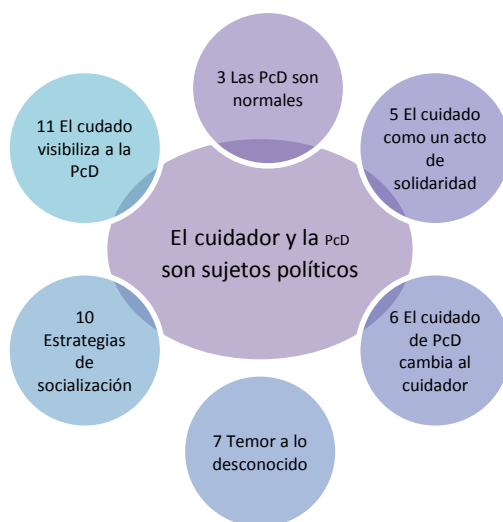 3 Las PcD son
normales
11 El cudado
visibiliza a la
PcD
5 El cuidado
como un acto
de
solidaridad
El cuidador y la PcD
son sujetos políticos
10
Estrategias
de
socialización
6 El cuidado
de PcD
cambia al
cuidador
7 Temor a lo
desconocido